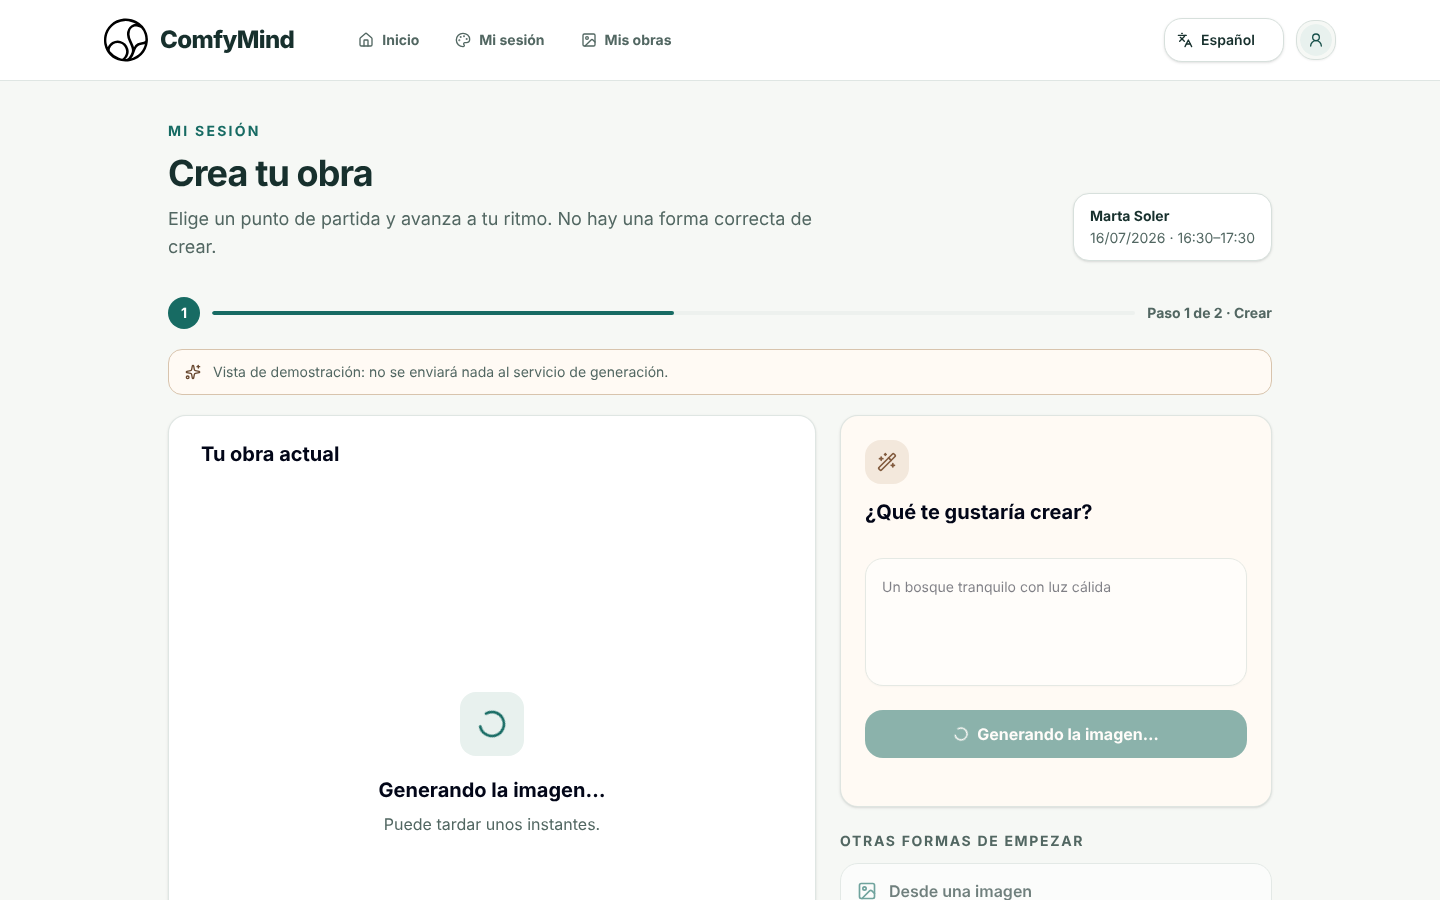 ComfyMind
Inicio
Mi sesión
Mis obras
Español
MI SESIÓN
Crea tu obra
Elige un punto de partida y avanza a tu ritmo. No hay una forma correcta de
crear.
Marta Soler
16/07/2026 · 16:30–17:30
1
Paso 1 de 2 · Crear
Vista de demostración: no se enviará nada al servicio de generación.
Tu obra actual
Generando la imagen...
Puede tardar unos instantes.
¿Qué te gustaría crear?
Un bosque tranquilo con luz cálida
Generando la imagen...
OTRAS FORMAS DE EMPEZAR
Desde una imagen